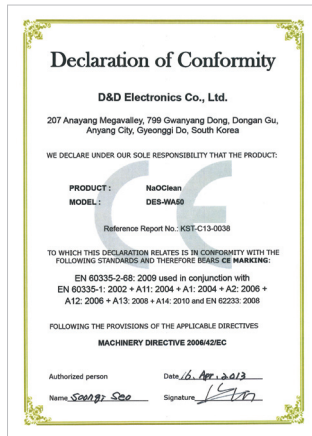 Declaration of Conformity
D&D Electronics Co., Ltd.
207 Anayang Megavalley, 799 Gwanyang Dong, Dongan Gu,
Anyang City, Gyeonggi Do, South Korea
WE DECLARE UNDER OUR SOLE RESPONSIBILITY THAT THE PRODUCT:
PRODUCT : NaOClean
MODEL : DES-WA50
Reference Report No.: KST-C13-0038
TO WHICH THIS DECLARATION RELATES IS IN CONFORMITY WITH THE
FOLLOWING STANDARDS AND THEREFORE BEARS CE MARKING:
EN 60335-2-68: 2009 used in conjunction with
EN 60335-1: 2002 + A11: 2004 + A1: 2004 + A2: 2006 +
A12: 2006 + A13: 2008 + A14: 2010 and EN 62233: 2008
FOLLOWING THE PROVISIONS OF THE APPLICABLE DIRECTIVES
MACHINERY DIRECTIVE 2006/42/EC
Authorized person Date 16. Apr. 2013
Name Soongi Seo Signature